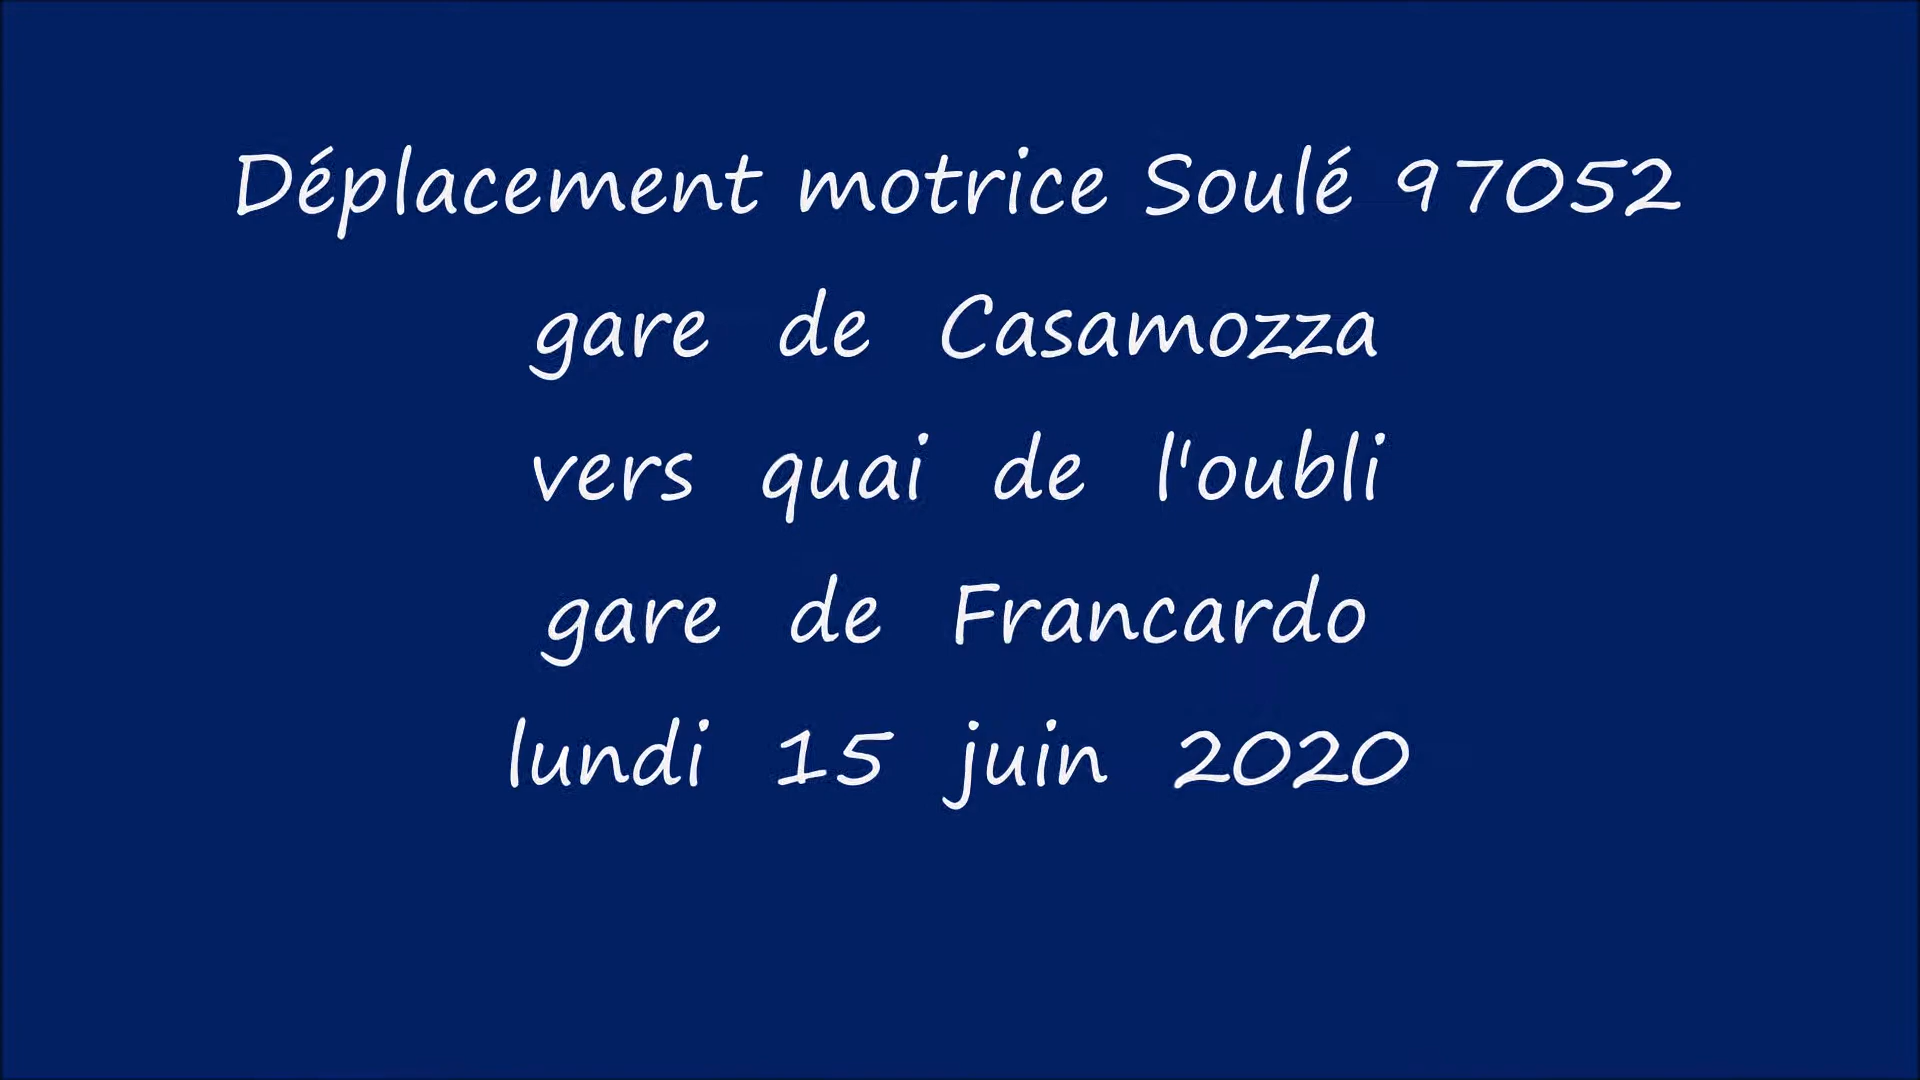 Déplacement motrice Soulé 97052
gare de Casamozza
vers quai de l'oubli
gare de Francardo
lundi 15 juin 2020